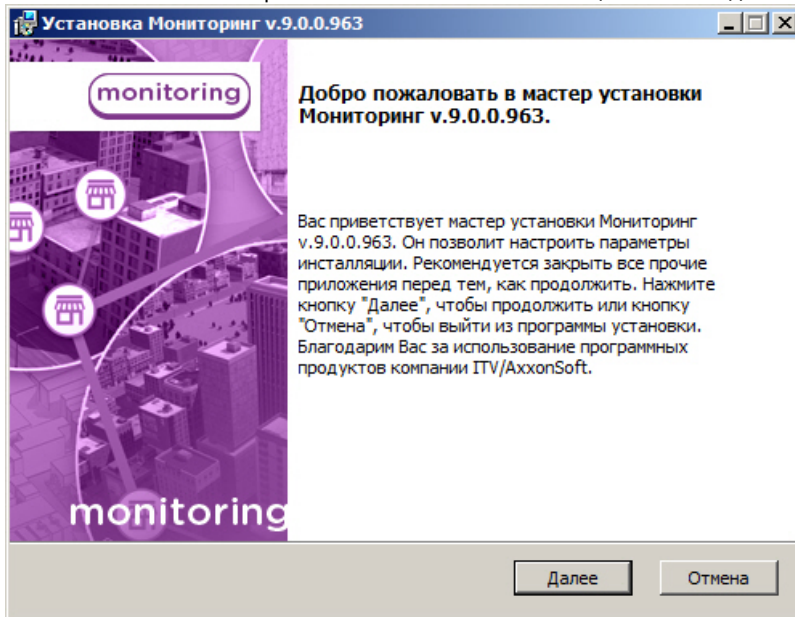 Установка Мониторинг v.9.0.0.963
monitoring
Добро пожаловать в мастер установки
Мониторинг v.9.0.0.963.
Вас приветствует мастер установки Мониторинг
v.9.0.0.963. Он позволит настроить параметры
инсталляции. Рекомендуется закрыть все прочие
приложения перед тем, как продолжить. Нажмите
кнопку "Далее", чтобы продолжить или кнопку
"Отмена", чтобы выйти из программы установки.
Благодарим Вас за использование программных
продуктов компании ITV/AxxonSoft.
monitoring
Далее
Отмена